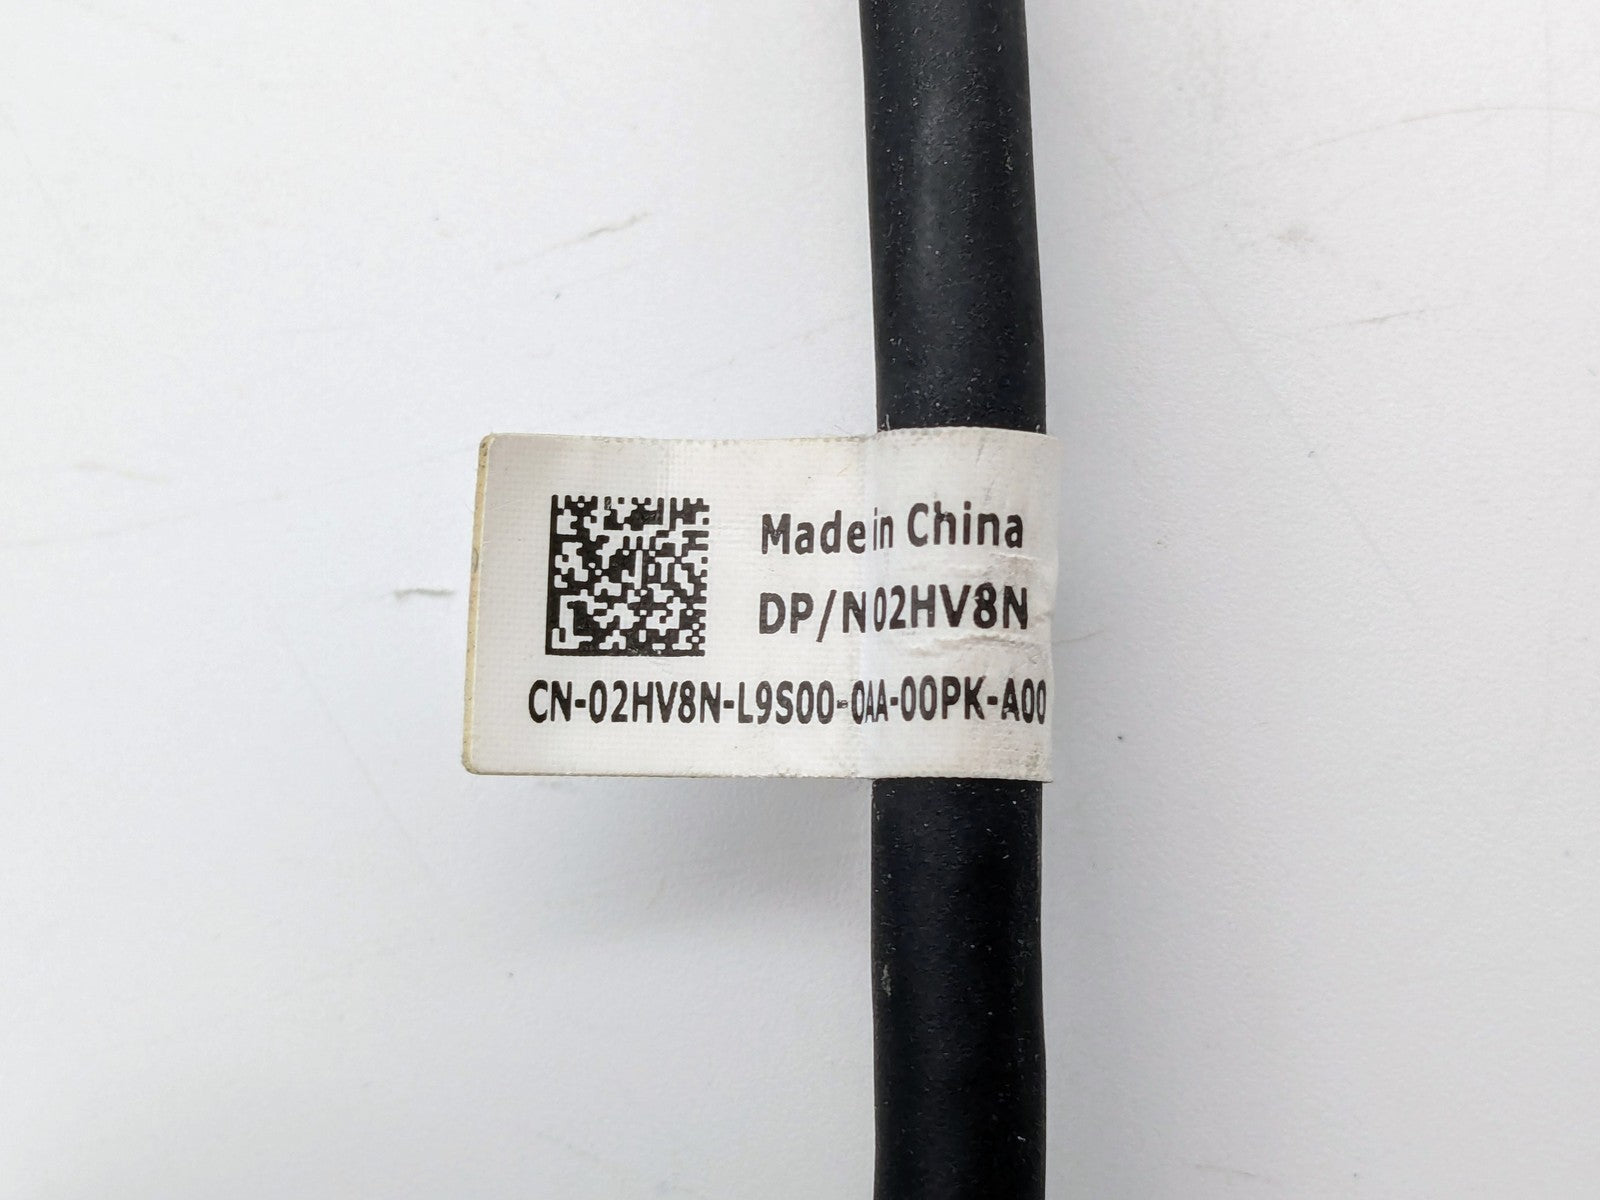 Made in China
DP/N02HV8N
CN-02HV8N-L9S00-0AA-00PK-A00